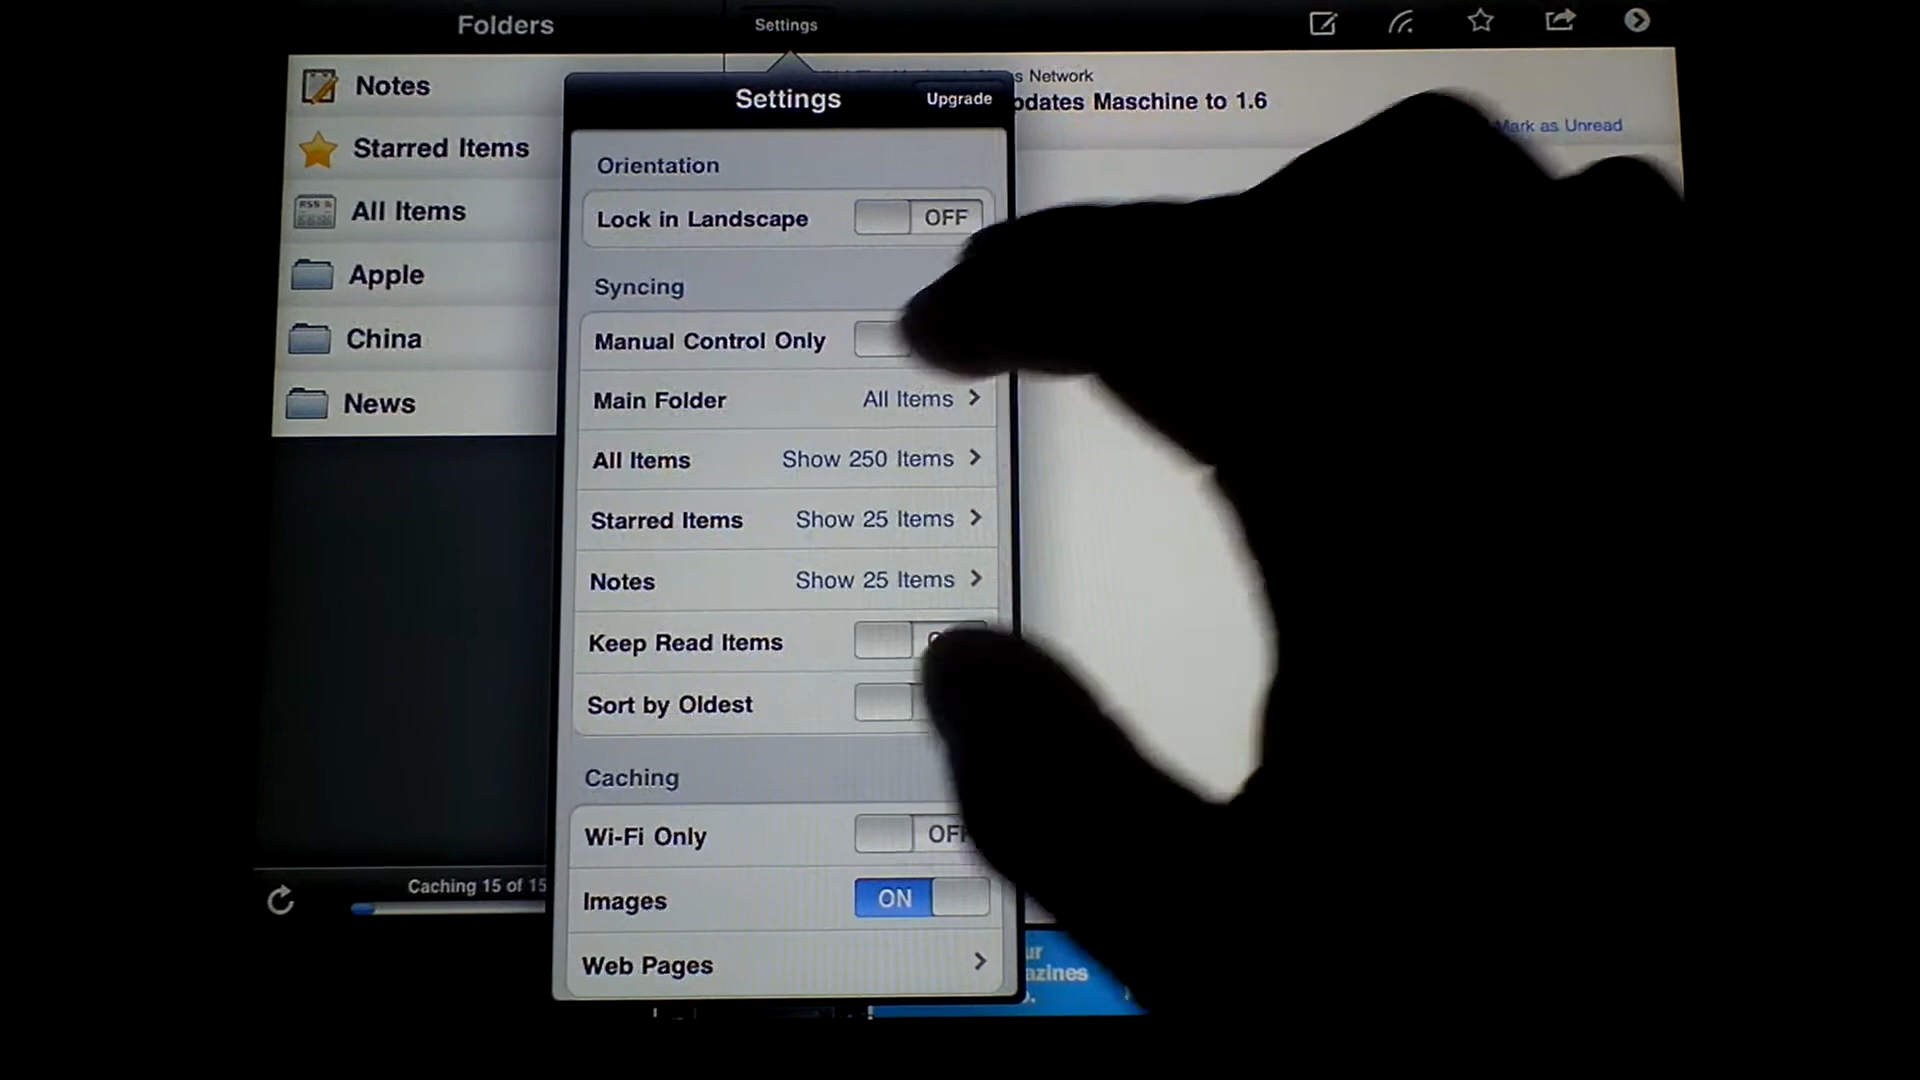 Folders
Settings
Notes
Starred Items
All Items
Apple
China
News
Caching 15 of 15
Settings
Upgrade
Orientation
Lock in Landscape OFF
Syncing
Manual Control Only
Main Folder All Items
All Items Show 250 Items
Starred Items Show 25 Items
Notes Show 25 Items
Keep Read Items
Sort by Oldest
Caching
Wi-Fi Only OFF
Images ON
Web Pages
Network
Maschine to 1.6
Mark as Unread